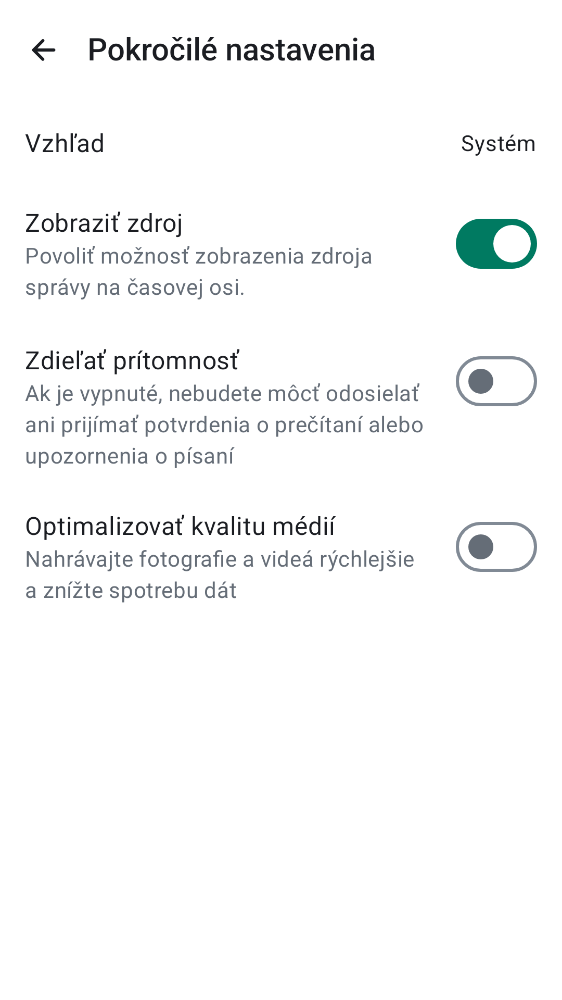 Pokročilé nastavenia
Vzhľad
Systém
Zobraziť zdroj
Povoliť možnosť zobrazenia zdroja
správy na časovej osi.
Zdieľať prítomnosť
Ak je vypnuté, nebudete môcť odosielať
ani prijímať potvrdenia o prečítaní alebo
upozornenia o písaní
Optimalizovať kvalitu médií
Nahrávajte fotografie a videá rýchlejšie
a znížte spotrebu dát